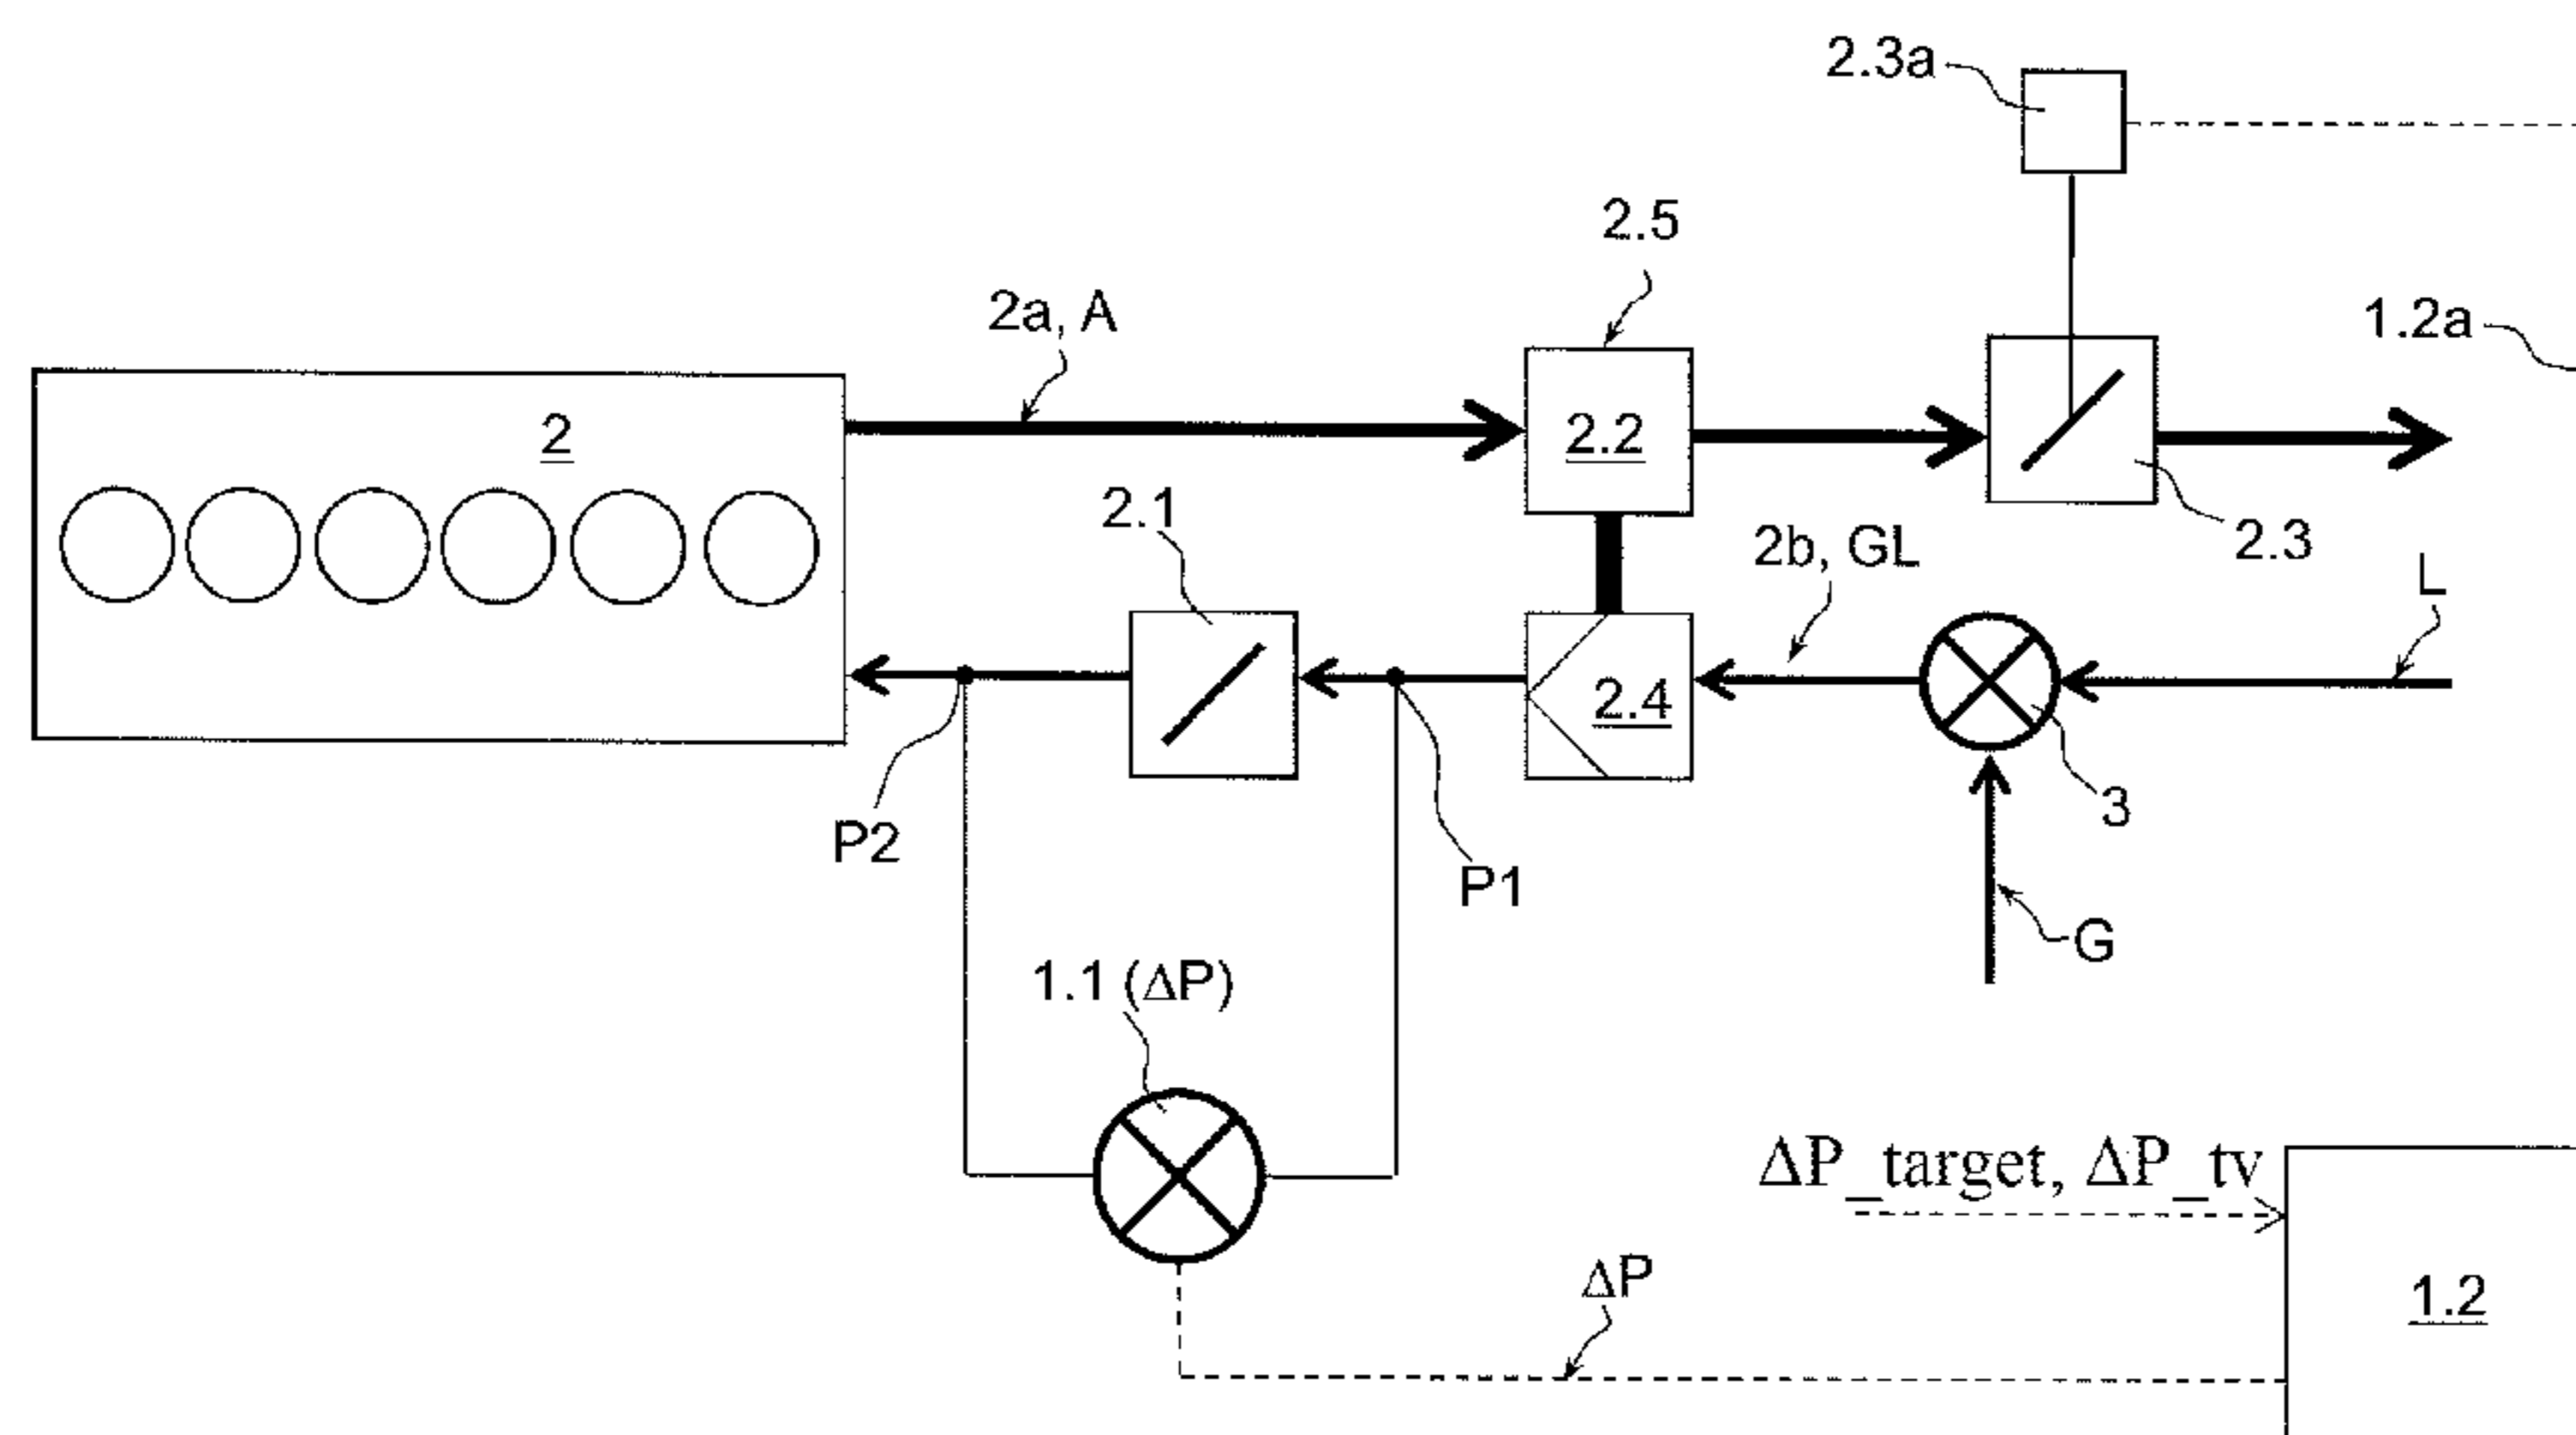 2.3a
2.5
2a, A
1.2a
2
2.2
2.1
2b, GL
2.3
L
2.4
3
P2
P1
G
1.1 (ΔP)
ΔP_target, ΔP_tv
ΔP
1.2